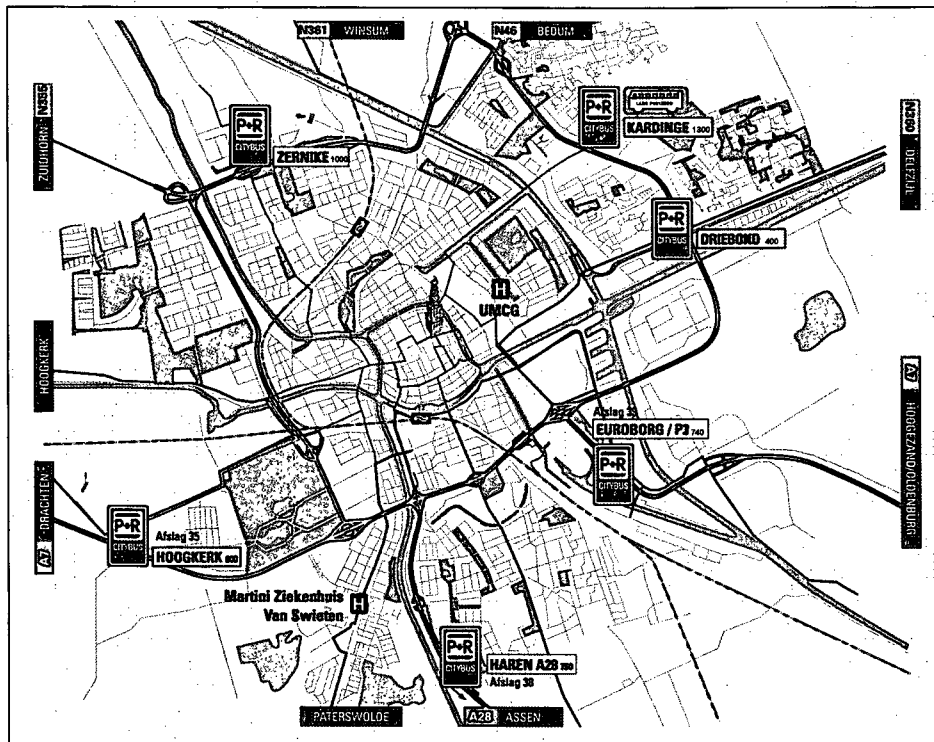 N361 WINSUM
N46 BEDUM
ZUIDHORN N355
P+R
CITYBUS
ZERNIKE 1000
P+R
CITYBUS
KARDINGE 1300
N360 DELFZIJL
P+R
CITYBUS
DRIEBOND 400
H
UMCG
HOOGKERK
Afslag
EUROBORG / P3 740
P+R
CITYBUS
A7 HOOGEZAND/OLDENBURG
A7 DRACHTEN
P+R
CITYBUS
Afslag 35
HOOGKERK
Martini Ziekenhuis
Van Swieten
H
P+R
CITYBUS
HAREN A28
Afslag 38
PATERSWOLDE
A28 ASSEN